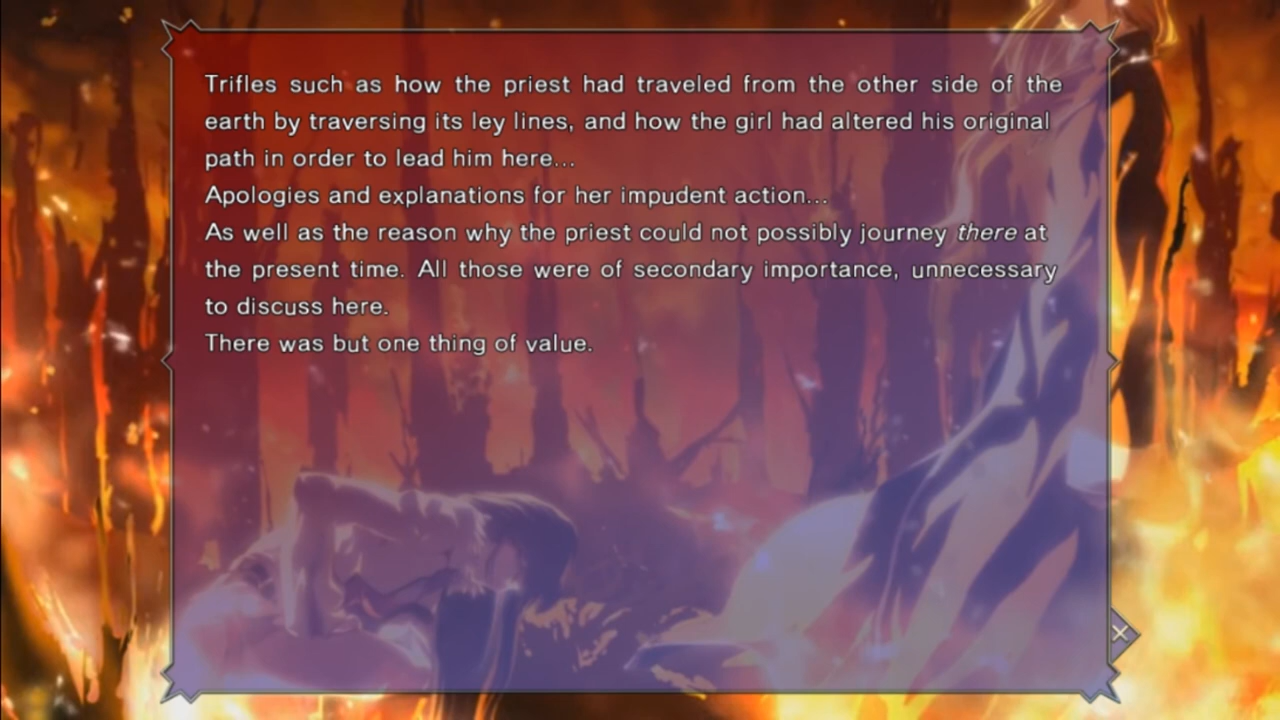 Trifles such as how the priest had traveled from the other side of the
earth by traversing its ley lines, and how the girl had altered his original
path in order to lead him here...
Apologies and explanations for her impudent action...
As well as the reason why the priest could not possibly journey there at
the present time. All those were of secondary importance, unnecessary
to discuss here.
There was but one thing of value.